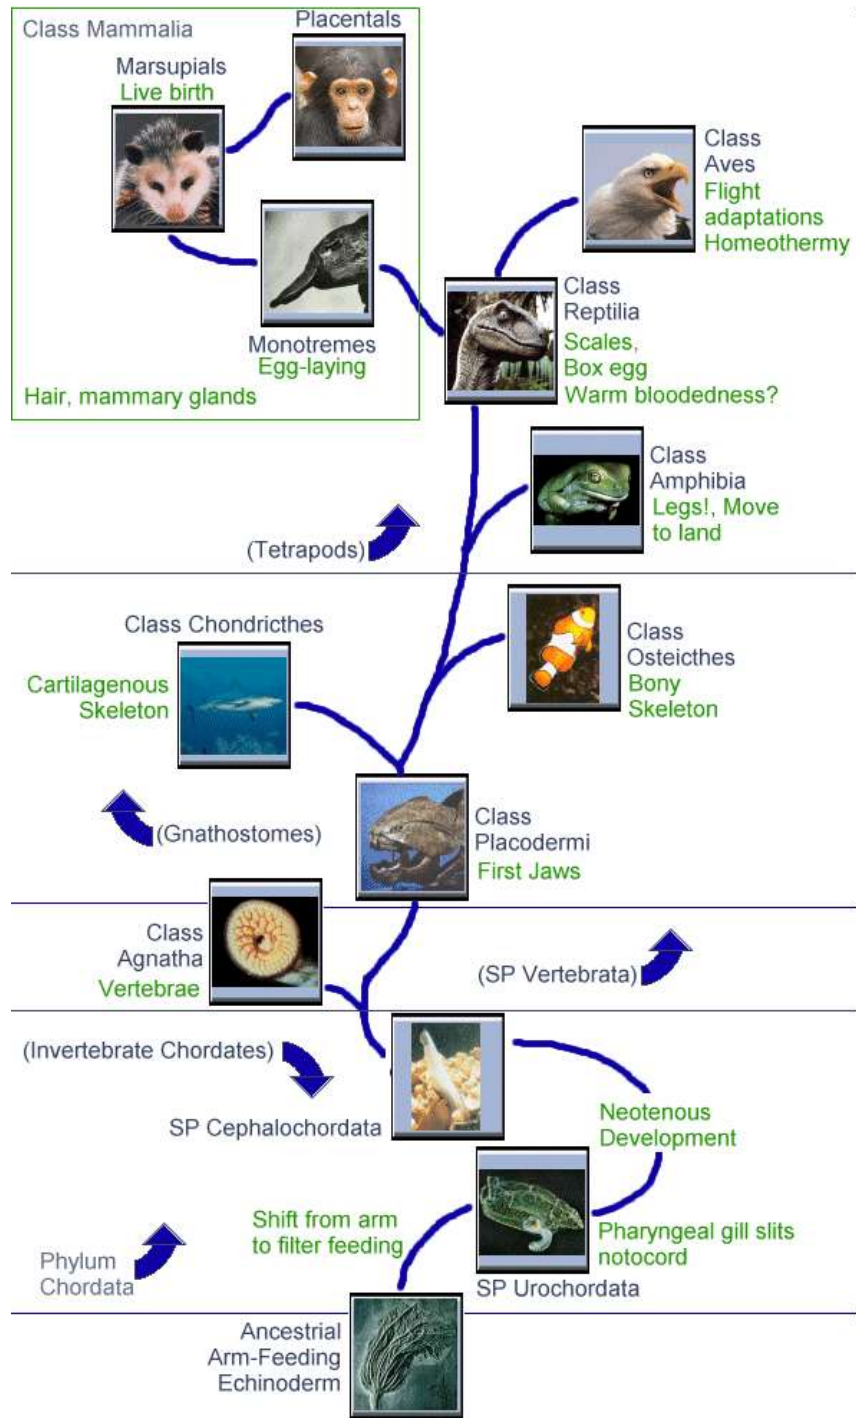 Class Mammalia
Placentals
Marsupials
Live birth
Class
Aves
Flight
adaptations
Homeothermy
Class
Reptilia
Scales,
Box egg
Warm bloodedness?
Monotremes
Egg-laying
Hair, mammary glands
Class
Amphibia
Legs!, Move
to land
(Tetrapods)
Class Chondricthes
Cartilagenous
Skeleton
Class
Osteicthes
Bony
Skeleton
(Gnathostomes)
Class
Placodermi
First Jaws
Class
Agnatha
Vertebrae
(SP Vertebrata)
(Invertebrate Chordates)
SP Cephalochordata
Neotenous
Development
Shift from arm
to filter feeding
Pharyngeal gill slits
notocord
SP Urochordata
Phylum
Chordata
Ancestrial
Arm-Feeding
Echinoderm